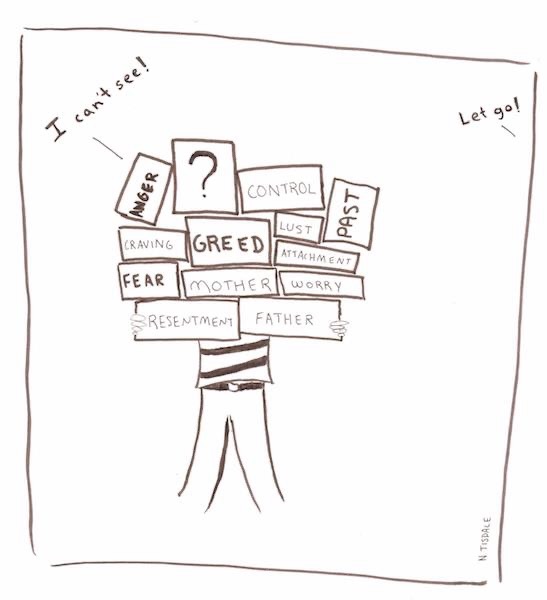 I can't see!
Let go!
?
ANGER
CONTROL
PAST
LUST
CRAVING
GREED
ATTACHMENT
FEAR
MOTHER
WORRY
RESENTMENT
FATHER
N TISDALE